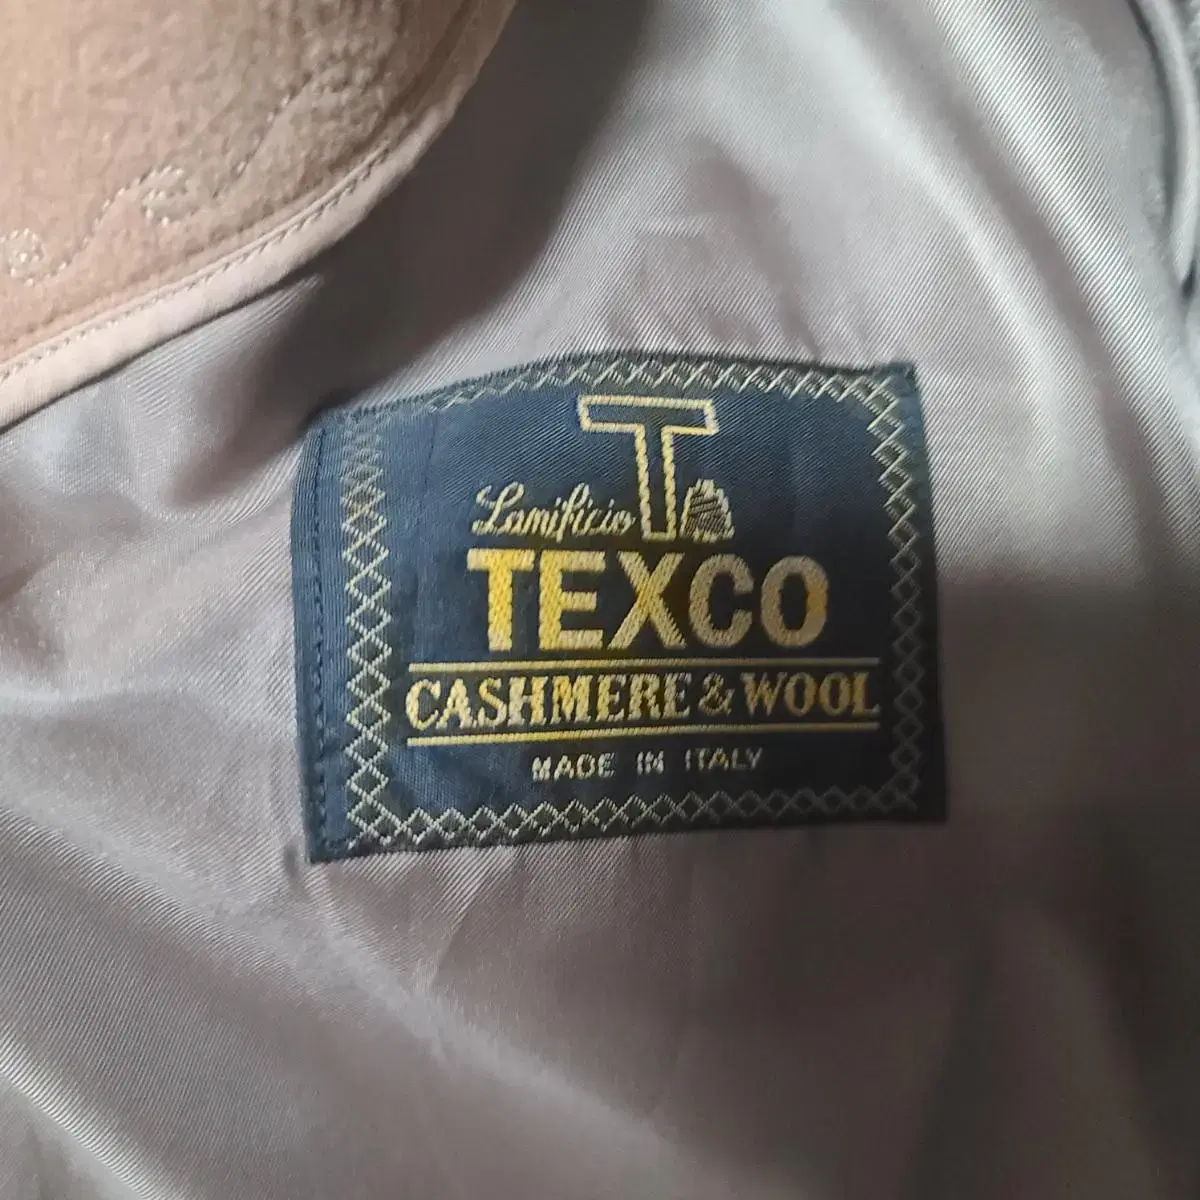 T
Lanificio
TEXCO
CASHMERE & WOOL
MADE IN ITALY